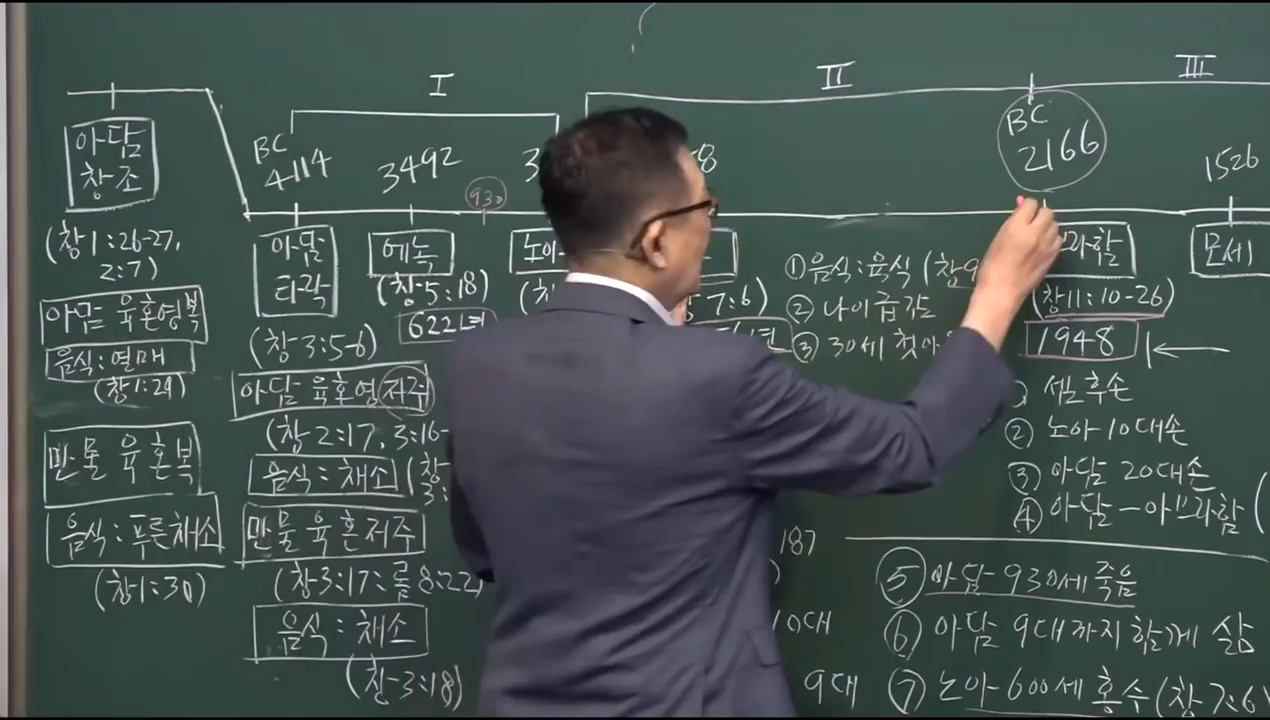 I
II
III
아담
창조
(창1:26-27,
2:7)
아담 육혼영복
음식:열매
(창1:29)
만물 육혼복
음식:푸른채소
(창1:30)
BC
4114
아담
타락
(창3:5-6)
아담 육혼영저주
(창2:17, 3:16-
음식:채소 (창
3:
만물 육혼저주
(창3:17:롬8:22)
음식:채소
(창3:18)
3492
930
에녹
(창5:18)
622년
노아
7:6)
187
10대
9대
①음식:육식 (창9
② 나이급감
③ 30세 첫아
BC
2166
라함
(창11:10-26)
1948
셈후손
② 노아10대손
③ 아담 20대손
④ 아담-아브라함 (
⑤ 아담-930세죽음
⑥ 아담 9대까지 함께 삶
⑦ 노아-600세 홍수(창7:6)
1526
모세